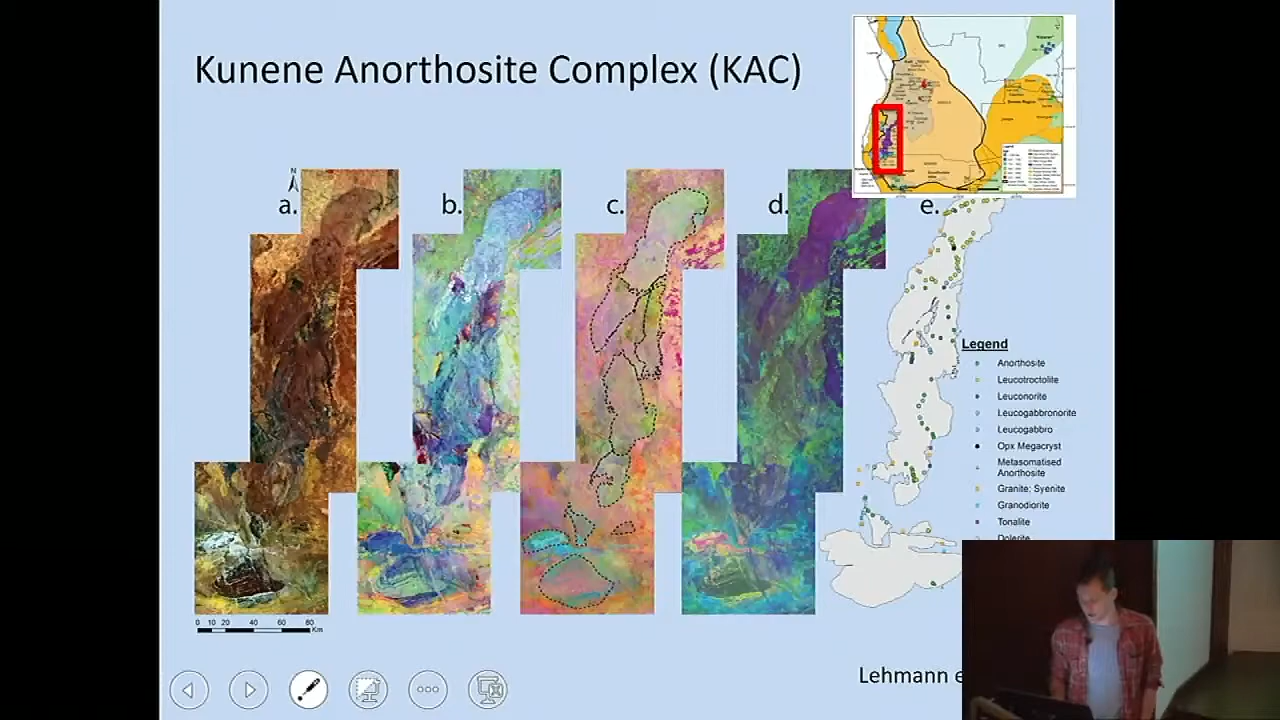 Kunene Anorthosite Complex (KAC)
N
a.
b.
c.
d.
e.
Legend
Anorthosite
Leucotroctolite
Leuconorite
Leucogabbronorite
Leucogabbro
Opx Megacryst
Metasomatised
Anorthosite
Granite: Syenite
Granodiorite
Tonalite
Dolerite
0 10 20 40 60 80
Km
Lehmann e